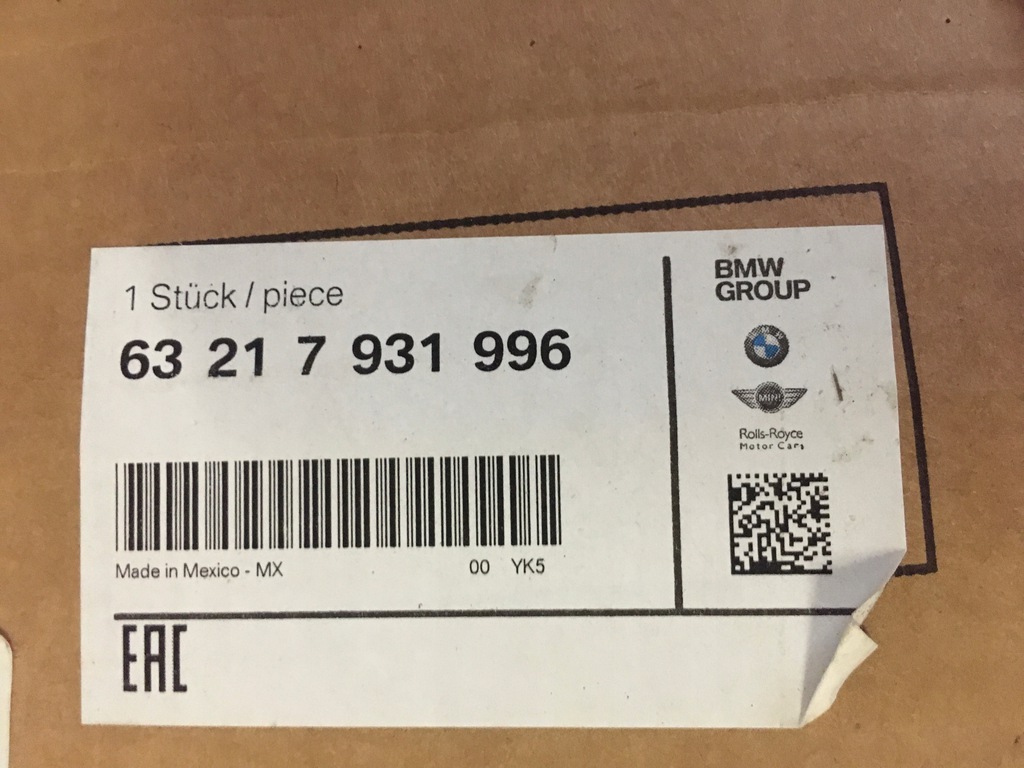 1 Stück / piece
63 21 7 931 996
Made in Mexico - MX 00 YK5
EAC
BMW
GROUP
BMW
MINI
Rolls-Royce
Motor Cars